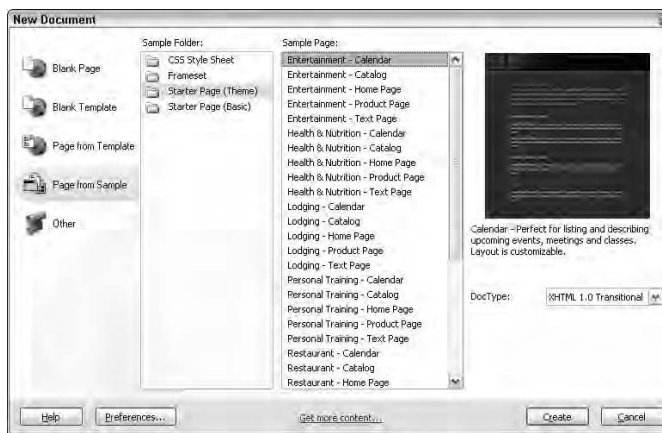 New Document
Sample Folder:
Sample Page:
Blank Page
Blank Template
Page from Template
Page from Sample
Other
CSS Style Sheet
Frameset
Starter Page (Theme)
Starter Page (Basic)
Entertainment - Calendar
Entertainment - Catalog
Entertainment - Home Page
Entertainment - Product Page
Entertainment - Text Page
Health & Nutrition - Calendar
Health & Nutrition - Catalog
Health & Nutrition - Home Page
Health & Nutrition - Product Page
Health & Nutrition - Text Page
Lodging - Calendar
Lodging - Catalog
Lodging - Home Page
Lodging - Product Page
Lodging - Text Page
Personal Training - Calendar
Personal Training - Catalog
Personal Training - Home Page
Personal Training - Product Page
Personal Training - Text Page
Restaurant - Calendar
Restaurant - Catalog
Restaurant - Home Page
Calendar - Perfect for listing and describing
upcoming events, meetings and classes.
Layout is customizable.
DocType: XHTML 1.0 Transitional
Help
Preferences...
Get more content...
Create
Cancel